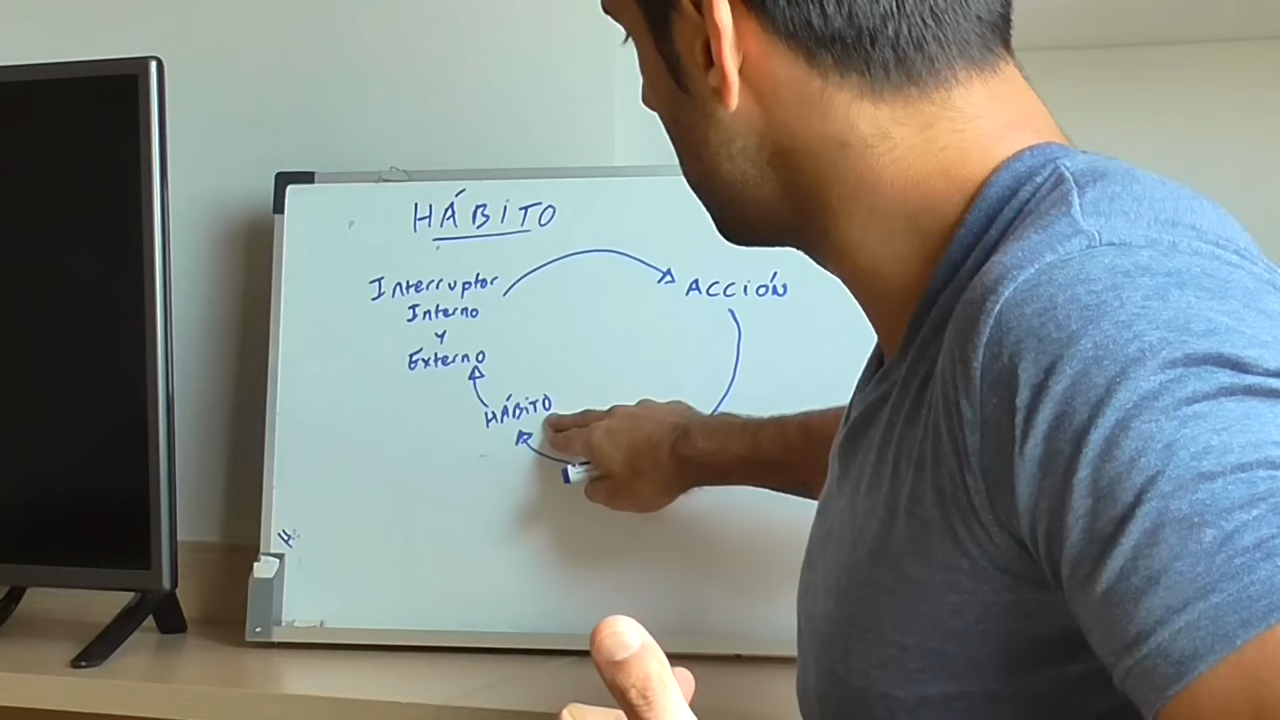 HÁBITO
Interruptor
Interno
Y
Externo
ACCIÓN
HÁBITO